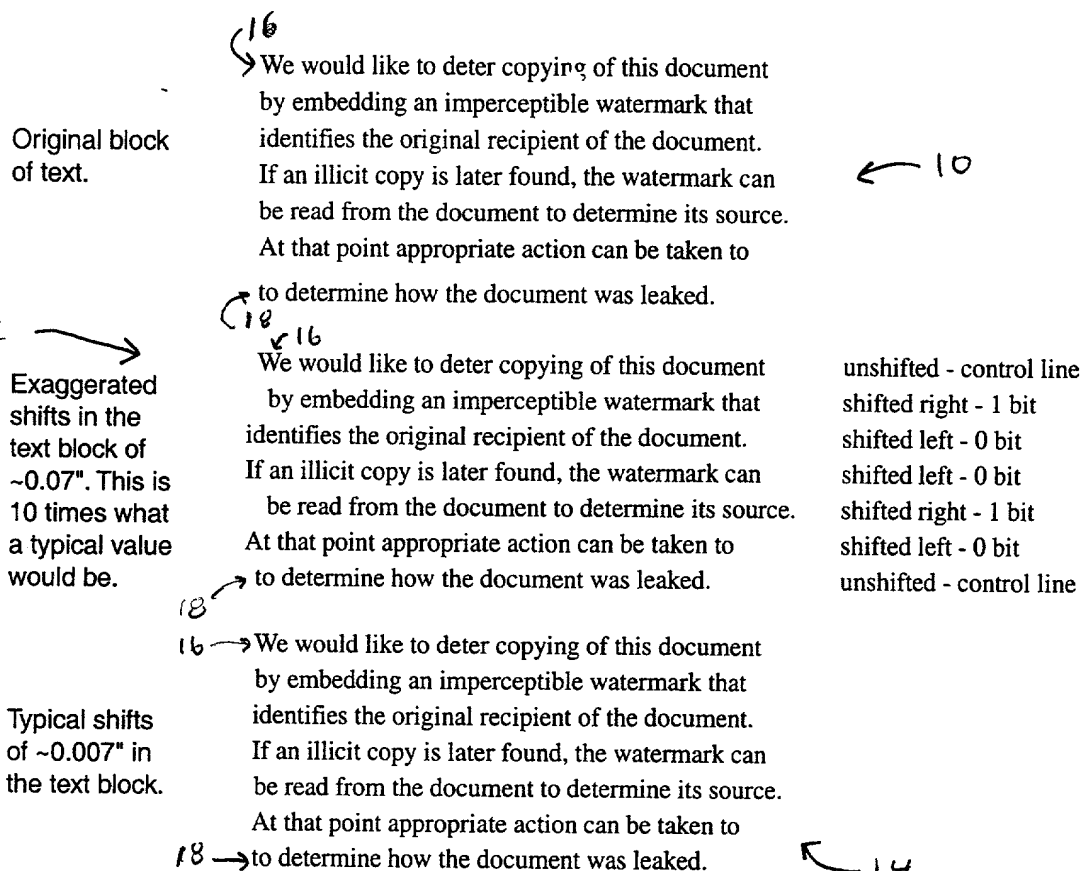 16
We would like to deter copying of this document
by embedding an imperceptible watermark that
identifies the original recipient of the document.
If an illicit copy is later found, the watermark can
be read from the document to determine its source.
At that point appropriate action can be taken to
to determine how the document was leaked.
Original block
of text.
10
18
16
Exaggerated
shifts in the
text block of
~0.07". This is
10 times what
a typical value
would be.
We would like to deter copying of this document
by embedding an imperceptible watermark that
identifies the original recipient of the document.
If an illicit copy is later found, the watermark can
be read from the document to determine its source.
At that point appropriate action can be taken to
to determine how the document was leaked.
unshifted - control line
shifted right - 1 bit
shifted left - 0 bit
shifted left - 0 bit
shifted right - 1 bit
shifted left - 0 bit
unshifted - control line
18
16
Typical shifts
of ~0.007" in
the text block.
We would like to deter copying of this document
by embedding an imperceptible watermark that
identifies the original recipient of the document.
If an illicit copy is later found, the watermark can
be read from the document to determine its source.
At that point appropriate action can be taken to
to determine how the document was leaked.
18
14